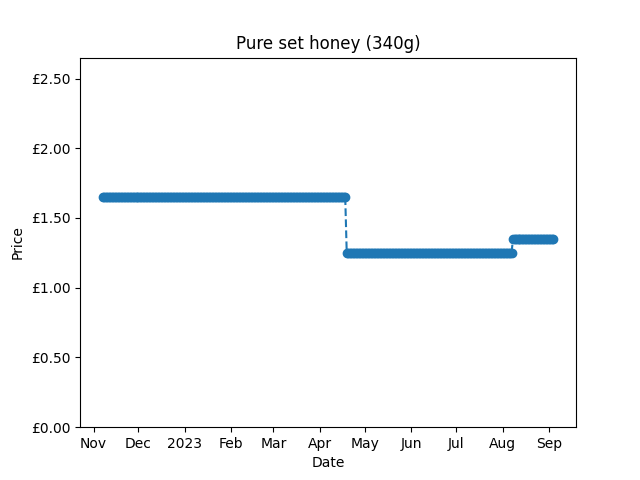 Pure set honey (340g)
£2.50
£2.00
£1.50
£1.00
£0.50
£0.00
Price
Nov Dec 2023 Feb Mar Apr May Jun Jul Aug Sep
Date